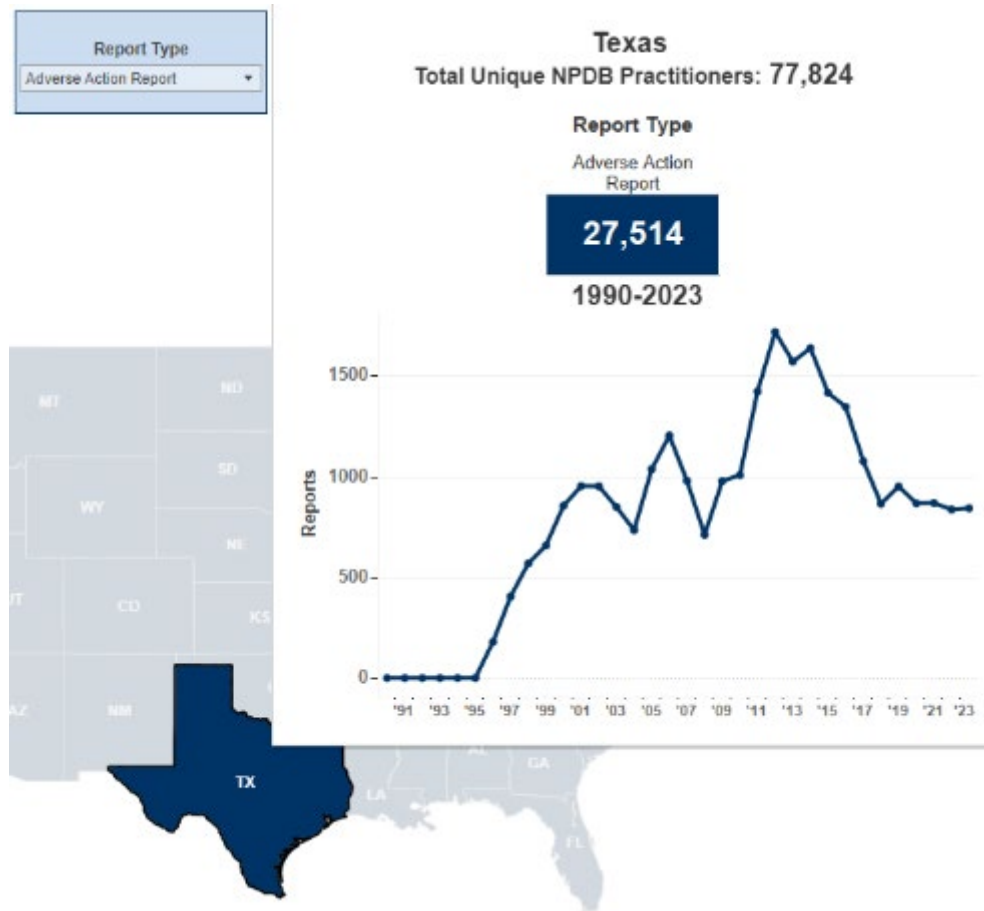 Report Type
Adverse Action Report
Texas
Total Unique NPDB Practitioners: 77,824
Report Type
Adverse Action
Report
27,514
1990-2023
1500
1000
500
0
Reports
'91 '93 '95 '97 '99 '01 '03 '05 '07 '09 '11 '13 '15 '17 '19 '21 '23
MT
ND
SD
WY
NE
CO
KS
AZ
NM
TX
LA
AL
GA
FL